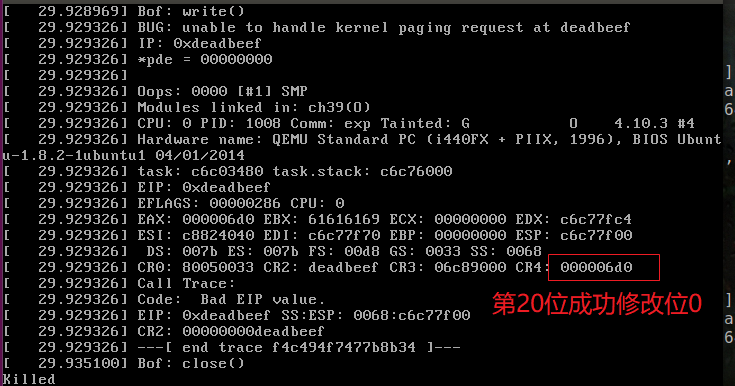 [   29.928969] Bof: write()
[   29.929326] BUG: unable to handle kernel paging request at deadbeef
[   29.929326] IP: 0xdeadbeef
[   29.929326] *pde = 00000000
[   29.929326]
[   29.929326] Oops: 0000 [#1] SMP
[   29.929326] Modules linked in: ch39(O)
[   29.929326] CPU: 0 PID: 1008 Comm: exp Tainted: G           O    4.10.3 #4
[   29.929326] Hardware name: QEMU Standard PC (i440FX + PIIX, 1996), BIOS Ubunt
u-1.8.2-1ubuntu1 04/01/2014
[   29.929326] task: c6c03480 task.stack: c6c76000
[   29.929326] EIP: 0xdeadbeef
[   29.929326] EFLAGS: 00000286 CPU: 0
[   29.929326] EAX: 000006d0 EBX: 61616169 ECX: 00000000 EDX: c6c77fc4
[   29.929326] ESI: c8824040 EDI: c6c77f70 EBP: 00000000 ESP: c6c77f00
[   29.929326]  DS: 007b ES: 007b FS: 00d8 GS: 0033 SS: 0068
[   29.929326] CR0: 80050033 CR2: deadbeef CR3: 06c89000 CR4: 000006d0
[   29.929326] Call Trace:
[   29.929326] Code:  Bad EIP value.
第20位成功修改位0
[   29.929326] EIP: 0xdeadbeef SS:ESP: 0068:c6c77f00
[   29.929326] CR2: 00000000deadbeef
[   29.929326] ---[ end trace f4c494f7477b8b34 ]---
[   29.935100] Bof: close()
Killed
]
a
6
,
]
a
6